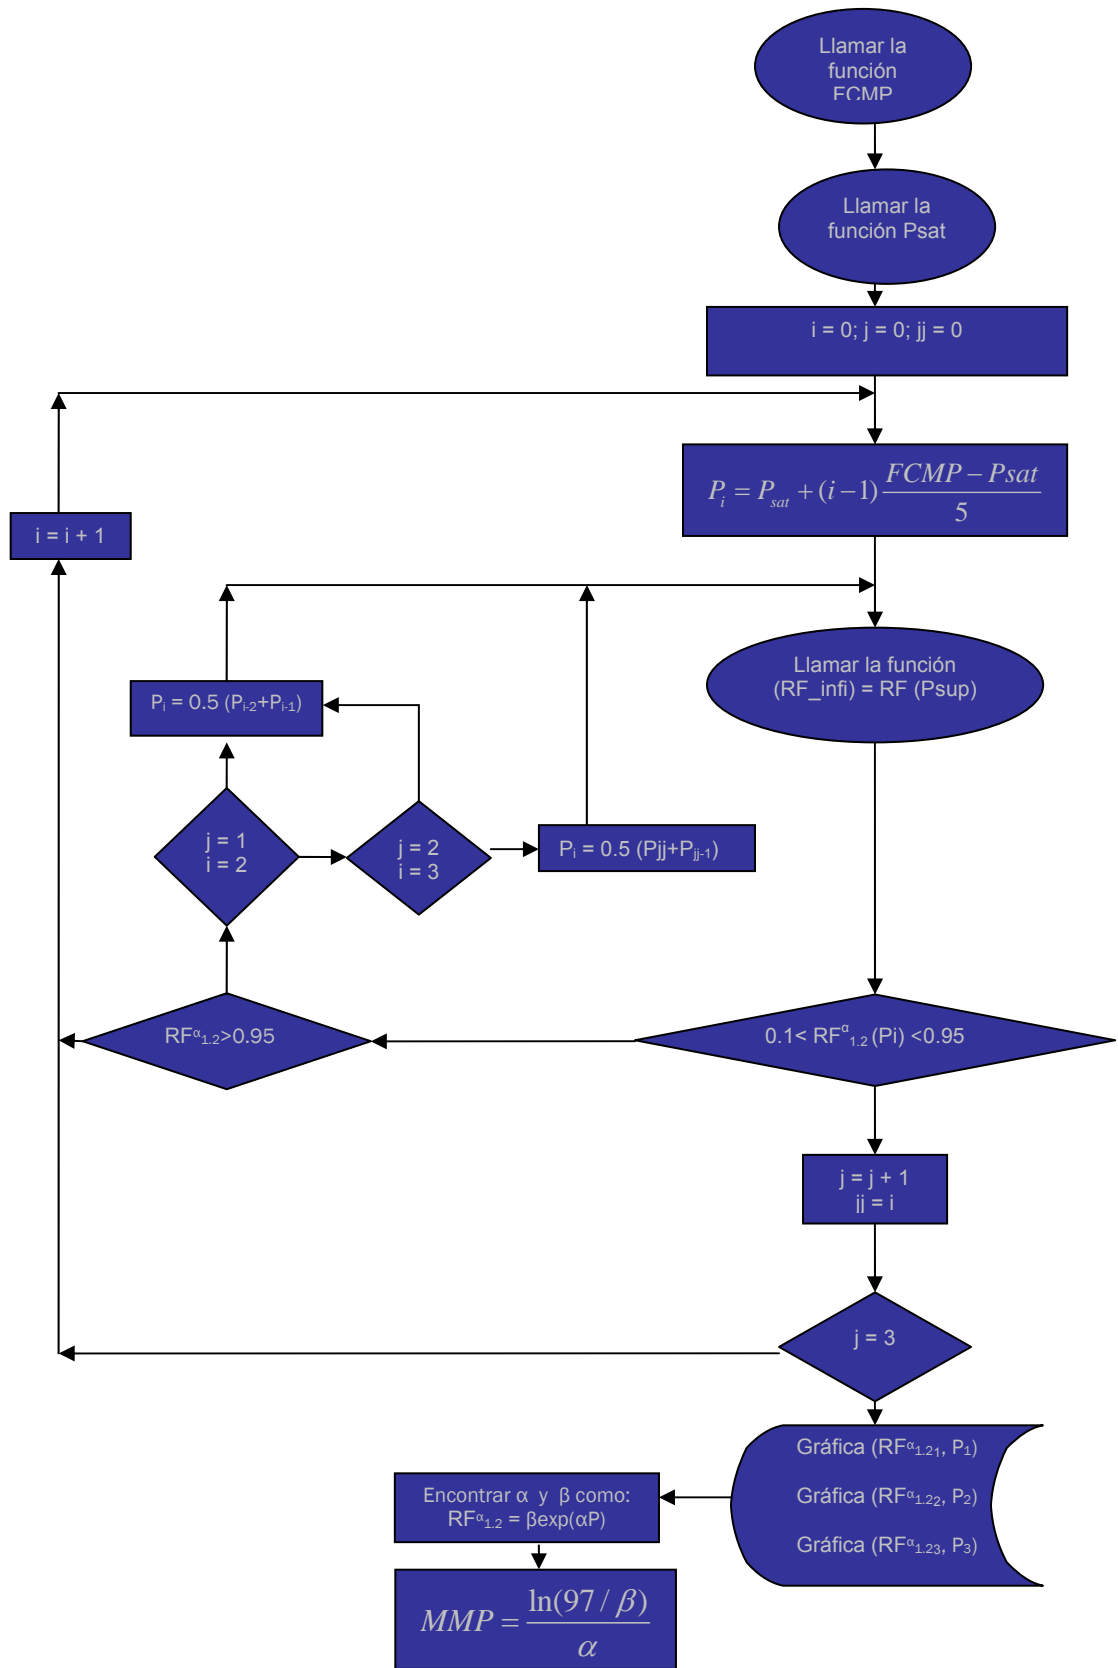 Llamar la
función
FCMP
Llamar la
función Psat
i = 0; j = 0; jj = 0
P_i = P_sat + (i−1) (FCMP − Psat)/5
i = i + 1
Llamar la función
(RF_infi) = RF (Psup)
P_i = 0.5 (P_i-2+P_i-1)
j = 1
i = 2
j = 2
i = 3
P_i = 0.5 (Pjj+P_jj-1)
RF^α_1.2>0.95
0.1< RF^α_1.2 (Pi) <0.95
j = j + 1
jj = i
j = 3
Gráfica (RF^α_1.21, P_1)
Gráfica (RF^α_1.22, P_2)
Gráfica (RF^α_1.23, P_3)
Encontrar α y β como:
RF^α_1.2 = βexp(αP)
MMP = ln(97 / β)/α